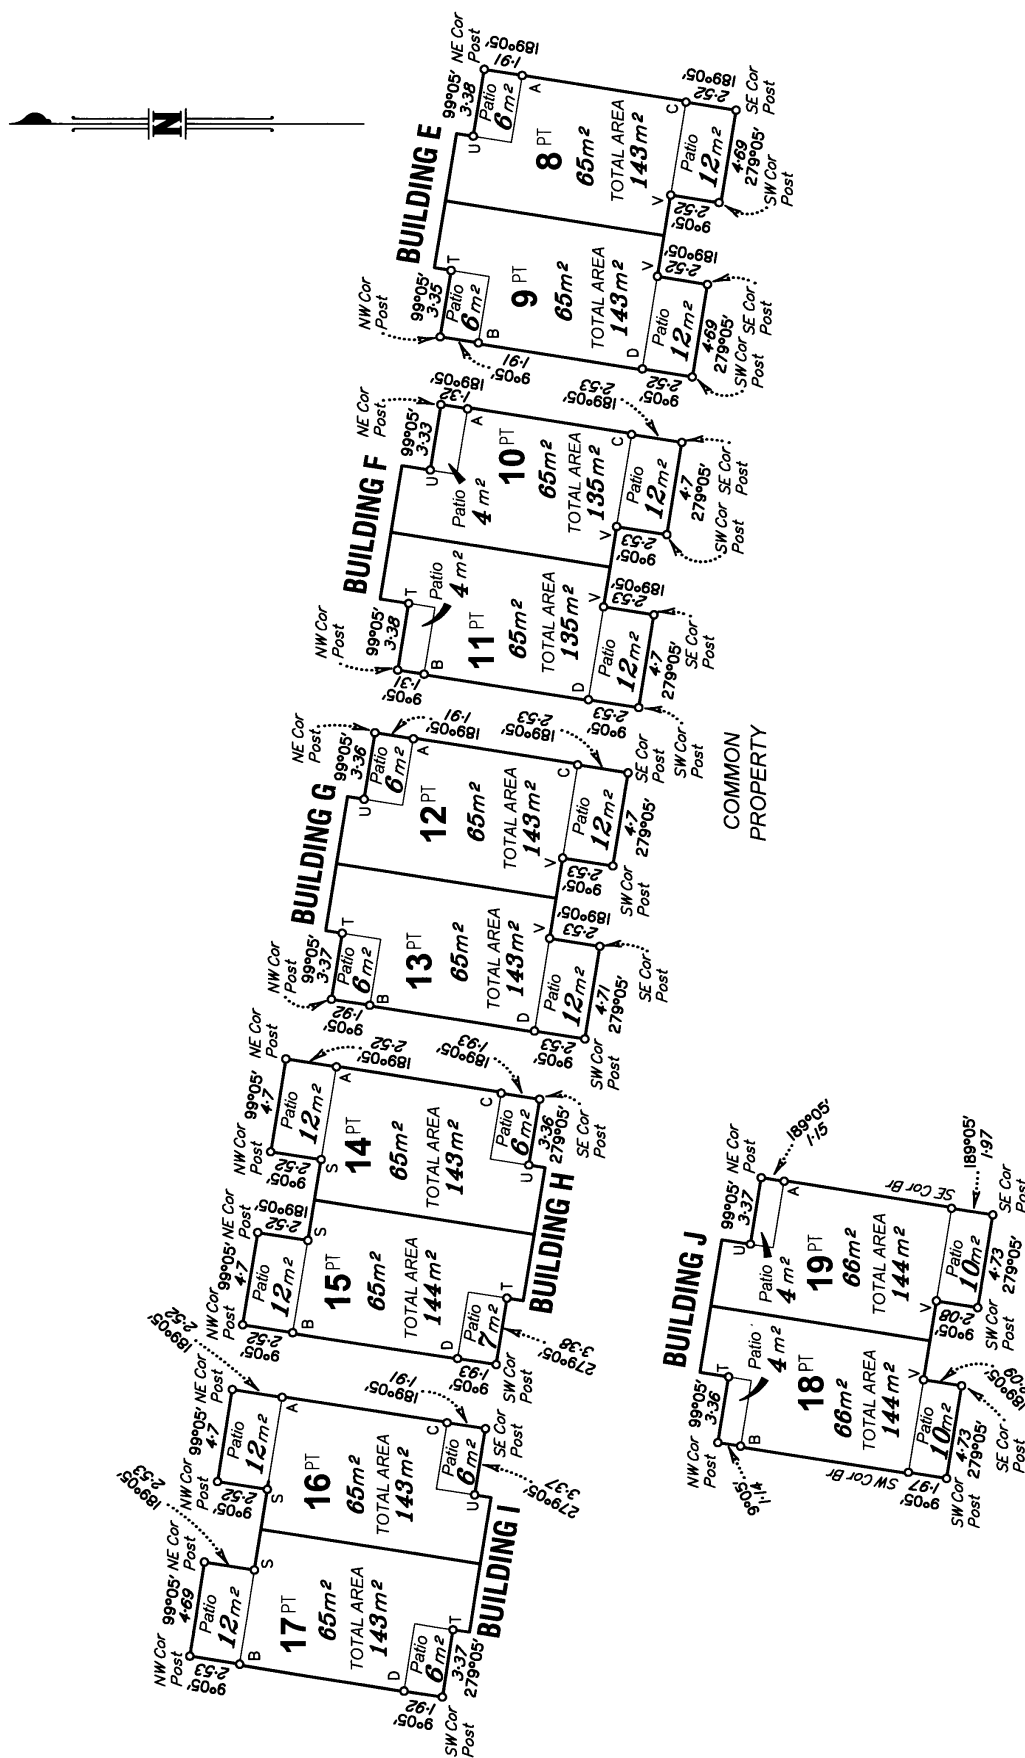 N
BUILDING E
99°05'
3·38
NE Cor
Post
1·91
189°05'
Patio
6m²
U
A
8 PT
65m²
TOTAL AREA
143m²
C
V
Patio
12m²
189°05'
2·52
SE Cor
Post
4·69
279°05'
SW Cor
Post
9°05'
2·52
NW Cor
Post
99°05'
3·35
T
Patio
6m²
B
9°05'
1·91
9 PT
65m²
TOTAL AREA
143m²
D
V
Patio
12m²
189°05'
2·52
SE Cor
Post
4·69
279°05'
SW Cor
Post
9°05'
2·52
BUILDING F
99°05'
3·33
NE Cor
Post
1·32
189°05'
U
A
Patio
4m²
10 PT
65m²
TOTAL AREA
135m²
C
V
Patio
12m²
189°05'
2·53
SE Cor
Post
4·7
279°05'
SW Cor
Post
9°05'
2·53
NW Cor
Post
99°05'
3·38
T
Patio
4m²
B
9°05'
1·31
11 PT
65m²
TOTAL AREA
135m²
D
V
Patio
12m²
189°05'
2·53
SE Cor
Post
4·7
279°05'
SW Cor
Post
9°05'
2·53
BUILDING G
99°05'
3·36
NE Cor
Post
189°05'
1·91
U
A
Patio
6m²
12 PT
65m²
TOTAL AREA
143m²
C
V
Patio
12m²
189°05'
2·53
SE Cor
Post
4·7
279°05'
SW Cor
Post
9°05'
2·53
NW Cor
Post
99°05'
3·37
T
Patio
6m²
B
9°05'
1·92
13 PT
65m²
TOTAL AREA
143m²
D
V
Patio
12m²
189°05'
2·53
SE Cor
Post
4·71
279°05'
SW Cor
Post
9°05'
2·53
COMMON
PROPERTY
NW Cor
Post
99°05'
4·7
NE Cor
Post
189°05'
2·52
Patio
12m²
9°05'
2·52
S
A
14 PT
65m²
TOTAL AREA
143m²
C
U
Patio
6m²
189°05'
1·93
3·36
279°05'
SE Cor
Post
NW Cor
Post
99°05'
4·7
NE Cor
Post
189°05'
2·52
Patio
12m²
9°05'
2·52
S
B
15 PT
65m²
TOTAL AREA
144m²
D
T
Patio
7m²
9°05'
1·93
SW Cor
Post
279°05'
3·38
BUILDING H
NW Cor
Post
99°05'
4·7
NE Cor
Post
189°05'
2·52
Patio
12m²
9°05'
2·52
S
A
16 PT
65m²
TOTAL AREA
143m²
C
U
Patio
6m²
189°05'
1·91
SE Cor
Post
279°05'
3·37
NW Cor
Post
99°05'
4·69
NE Cor
Post
189°05'
2·53
Patio
12m²
9°05'
2·53
S
B
17 PT
65m²
TOTAL AREA
143m²
D
T
Patio
6m²
9°05'
1·92
SW Cor
Post
3·37
279°05'
BUILDING I
BUILDING J
99°05'
3·37
NE Cor
Post
189°05'
1·15
U
A
Patio
4m²
19 PT
66m²
TOTAL AREA
144m²
SE Cor Br
V
Patio
10m²
189°05'
1·97
SE Cor
Post
4·73
279°05'
SW Cor
Post
9°05'
2·08
NW Cor
Post
99°05'
3·36
T
Patio
4m²
B
9°05'
1·14
18 PT
66m²
TOTAL AREA
144m²
SW Cor Br
V
Patio
10m²
189°05'
SE Cor
Post
4·73
279°05'
SW Cor
Post
9°05'
1·97